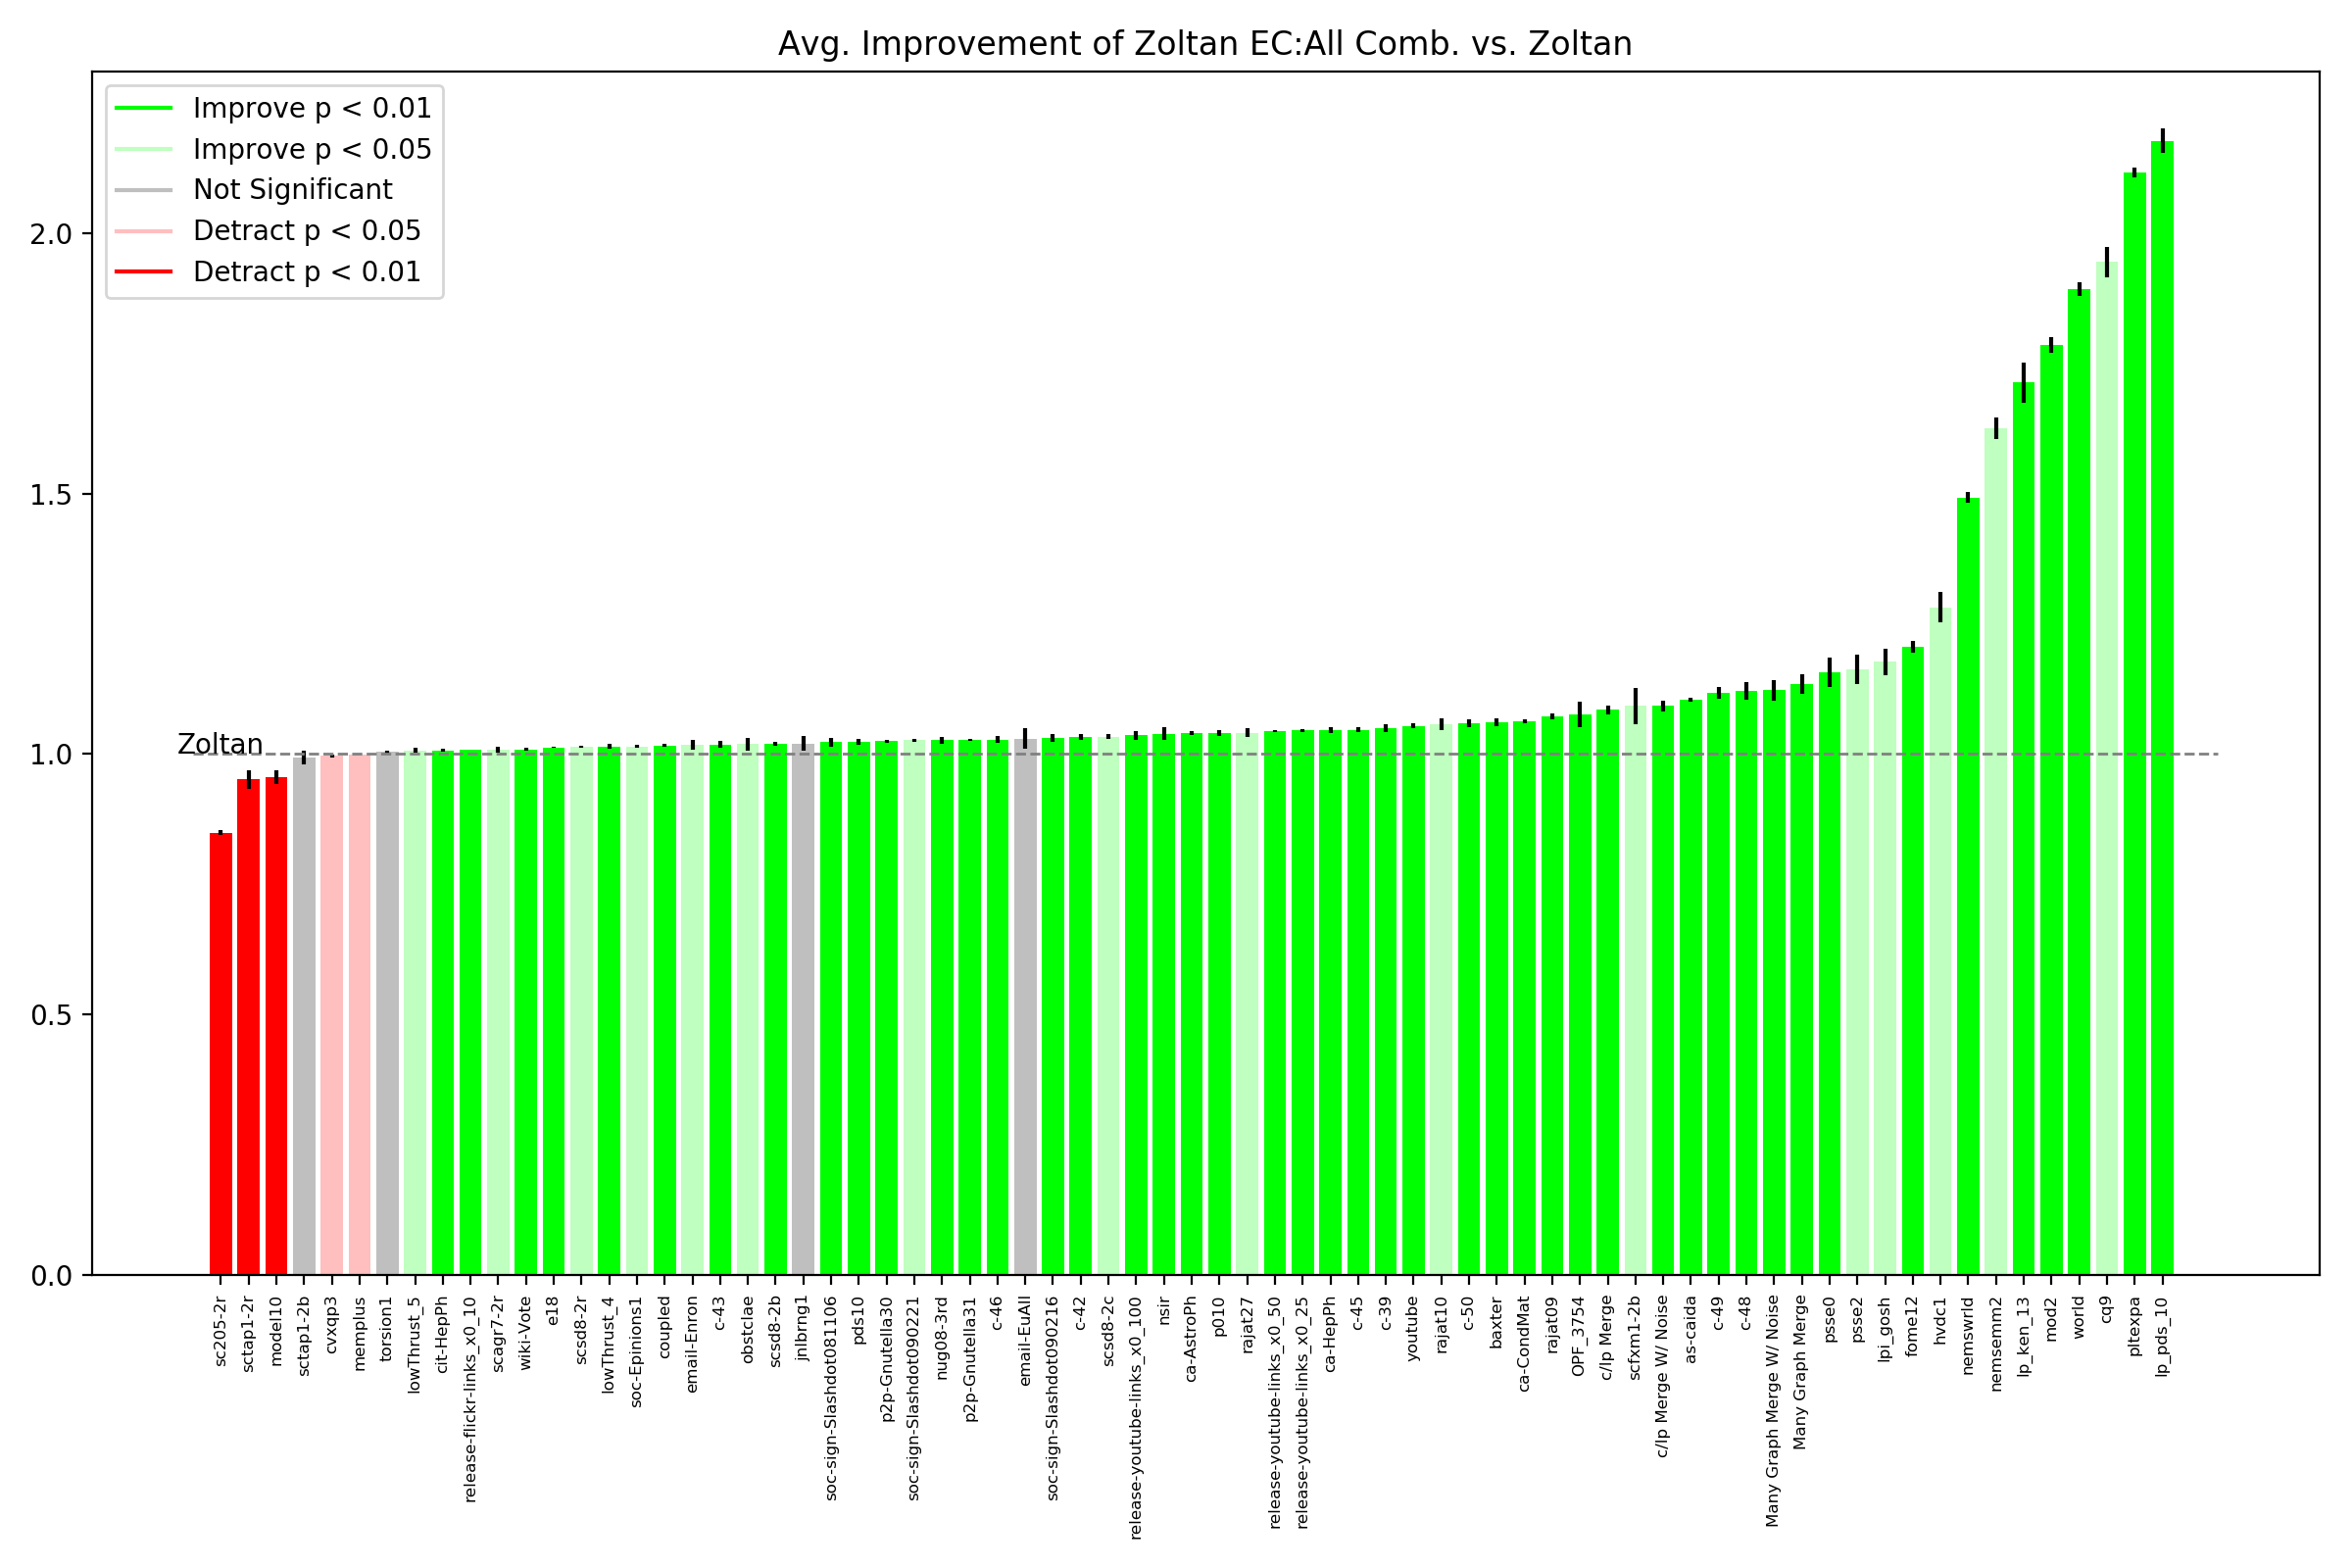 Avg. Improvement of Zoltan EC:All Comb. vs. Zoltan
Improve p < 0.01
Improve p < 0.05
Not Significant
Detract p < 0.05
Detract p < 0.01
2.0
1.5
1.0
0.5
0.0
Zoltan
sc205-2r
sctap1-2r
model10
sctap1-2b
cvxqp3
memplus
torsion1
lowThrust_5
cit-HepPh
release-flickr-links_x0_10
scagr7-2r
wiki-Vote
e18
scsd8-2r
lowThrust_4
soc-Epinions1
coupled
email-Enron
c-43
obstclae
scsd8-2b
jnlbrng1
soc-sign-Slashdot081106
pds10
p2p-Gnutella30
soc-sign-Slashdot090221
nug08-3rd
p2p-Gnutella31
c-46
email-EuAll
soc-sign-Slashdot090216
c-42
scsd8-2c
release-youtube-links_x0_100
nsir
ca-AstroPh
p010
rajat27
release-youtube-links_x0_50
release-youtube-links_x0_25
ca-HepPh
c-45
c-39
youtube
rajat10
c-50
baxter
ca-CondMat
rajat09
OPF_3754
c/lp Merge
scfxm1-2b
c/lp Merge W/ Noise
as-caida
c-49
c-48
Many Graph Merge W/ Noise
Many Graph Merge
psse0
psse2
lpi_gosh
fome12
hvdc1
nemswrld
nemsemm2
lp_ken_13
mod2
world
cq9
pltexpa
lp_pds_10